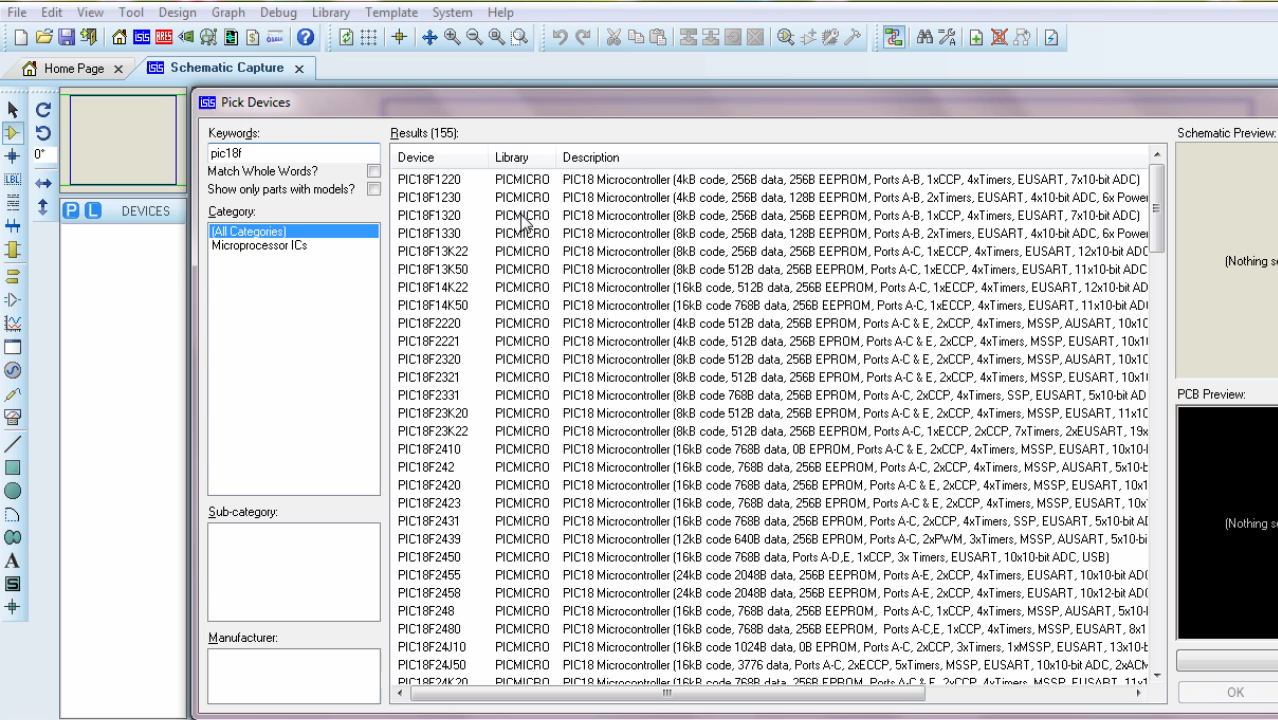 File Edit View Tool Design Graph Debug Library Template System Help
Home Page
Schematic Capture
Pick Devices
Keywords:
pic18f
Match Whole Words?
Show only parts with models?
Category:
(All Categories)
Microprocessor ICs
Sub-category:
Manufacturer:
0°
LBL
P L DEVICES
A
S
Results (155):
Device Library Description
PIC18F1220 PICMICRO PIC18 Microcontroller (4kB code, 256B data, 256B EEPROM, Ports A-B, 1xCCP, 4xTimers, EUSART, 7x10-bit ADC)
PIC18F1230 PICMICRO PIC18 Microcontroller (4kB code, 256B data, 128B EEPROM, Ports A-B, 2xTimers, EUSART, 4x10-bit ADC, 6x Power
PIC18F1320 PICMICRO PIC18 Microcontroller (8kB code, 256B data, 256B EEPROM, Ports A-B, 1xCCP, 4xTimers, EUSART, 7x10-bit ADC)
PIC18F1330 PICMICRO PIC18 Microcontroller (8kB code, 256B data, 128B EEPROM, Ports A-B, 2xTimers, EUSART, 4x10-bit ADC, 6x Power
PIC18F13K22 PICMICRO PIC18 Microcontroller (8kB code, 256B data, 256B EEPROM, Ports A-C, 1xECCP, 4xTimers, EUSART, 12x10-bit ADC
PIC18F13K50 PICMICRO PIC18 Microcontroller (8kB code 512B data, 256B EEPROM, Ports A-C, 1xECCP, 4xTimers, EUSART, 11x10-bit ADC
PIC18F14K22 PICMICRO PIC18 Microcontroller (16kB code, 512B data, 256B EEPROM, Ports A-C, 1xECCP, 4xTimers, EUSART, 12x10-bit AD
PIC18F14K50 PICMICRO PIC18 Microcontroller (16kB code 768B data, 256B EEPROM, Ports A-C, 1xECCP, 4xTimers, EUSART, 11x10-bit AD
PIC18F2220 PICMICRO PIC18 Microcontroller (4kB code 512B data, 256B EPROM, Ports A-C & E, 2xCCP, 4xTimers, MSSP, AUSART, 10x1
PIC18F2221 PICMICRO PIC18 Microcontroller (4kB code, 512B data, 256B EPROM, Ports A-C & E, 2xCCP, 4xTimers, MSSP, EUSART, 10x1
PIC18F2320 PICMICRO PIC18 Microcontroller (8kB code 512B data, 256B EPROM, Ports A-C & E, 2xCCP, 4xTimers, MSSP, AUSART, 10x1
PIC18F2321 PICMICRO PIC18 Microcontroller (8kB code, 512B data, 256B EPROM, Ports A-C & E, 2xCCP, 4xTimers, MSSP, EUSART, 10x1
PIC18F2331 PICMICRO PIC18 Microcontroller (8kB code 768B data, 256B EPROM, Ports A-C, 2xCCP, 4xTimers, SSP, EUSART, 5x10-bit AD
PIC18F23K20 PICMICRO PIC18 Microcontroller (8kB code 512B data, 256B EPROM, Ports A-C & E, 2xCCP, 4xTimers, MSSP, EUSART, 11x1
PIC18F23K22 PICMICRO PIC18 Microcontroller (8kB code, 512B data, 256B EEPROM, Ports A-C, 1xECCP, 2xCCP, 7xTimers, 2xEUSART, 19x
PIC18F2410 PICMICRO PIC18 Microcontroller (16kB code 768B data, 0B EPROM, Ports A-C & E, 2xCCP, 4xTimers, MSSP, EUSART, 10x10-
PIC18F242 PICMICRO PIC18 Microcontroller (16kB code, 768B data, 256B EEPROM, Ports A-C, 2xCCP, 4xTimers, MSSP, AUSART, 5x10-
PIC18F2420 PICMICRO PIC18 Microcontroller (16kB code, 768B data, 256B EPROM, Ports A-C & E, 2xCCP, 4xTimers, MSSP, EUSART, 10x
PIC18F2423 PICMICRO PIC18 Microcontroller (16kB code 768B data, 256B EPROM, Ports A-C & E, 2xCCP, 4xTimers, MSSP, EUSART, 10x
PIC18F2431 PICMICRO PIC18 Microcontroller (16kB code 768B data, 256B EPROM, Ports A-C, 2xCCP, 4xTimers, SSP, EUSART, 5x10-bit A
PIC18F2439 PICMICRO PIC18 Microcontroller (12kB code 640B data, 256B EEPROM, Ports A-C, 2xPWM, 3xTimers, MSSP, AUSART, 5x10-bi
PIC18F2450 PICMICRO PIC18 Microcontroller (16kB code 768B data, Ports A-D,E, 1xCCP, 3x Timers, EUSART, 10x10-bit ADC, USB)
PIC18F2455 PICMICRO PIC18 Microcontroller (24kB code 2048B data, 256B EEPROM, Ports A-E, 2xCCP, 4xTimers, EUSART, 10x10-bit AD
PIC18F2458 PICMICRO PIC18 Microcontroller (24kB code 2048B data, 256B EEPROM, Ports A-E, 2xCCP, 4xTimers, EUSART, 10x12-bit AD
PIC18F248 PICMICRO PIC18 Microcontroller (16kB code, 768B data, 256B EEPROM, Ports A-C, 1xCCP, 4xTimers, MSSP, AUSART, 5x10-
PIC18F2480 PICMICRO PIC18 Microcontroller (16kB code, 768B data, 256B EPROM, Ports A-C,E, 1xCCP, 4xTimers, MSSP, EUSART, 8x1
PIC18F24J10 PICMICRO PIC18 Microcontroller (16kB code 1024B data, 0B EPROM, Ports A-C, 2xCCP, 3xTimers, 1xMSSP, EUSART, 13x10-
PIC18F24J50 PICMICRO PIC18 Microcontroller (16kB code, 3776 data, Ports A-C, 2xECCP, 5xTimers, MSSP, EUSART, 10x10-bit ADC, 2xACM
PIC18F24K20 PICMICRO PIC18 Microcontroller (16kB code 768B data, 256B EPROM, Ports A-C & E, 2xCCP, 4xTimers, MSSP, EUSART, 11x1
Schematic Preview:
(Nothing se
PCB Preview:
(Nothing se
OK